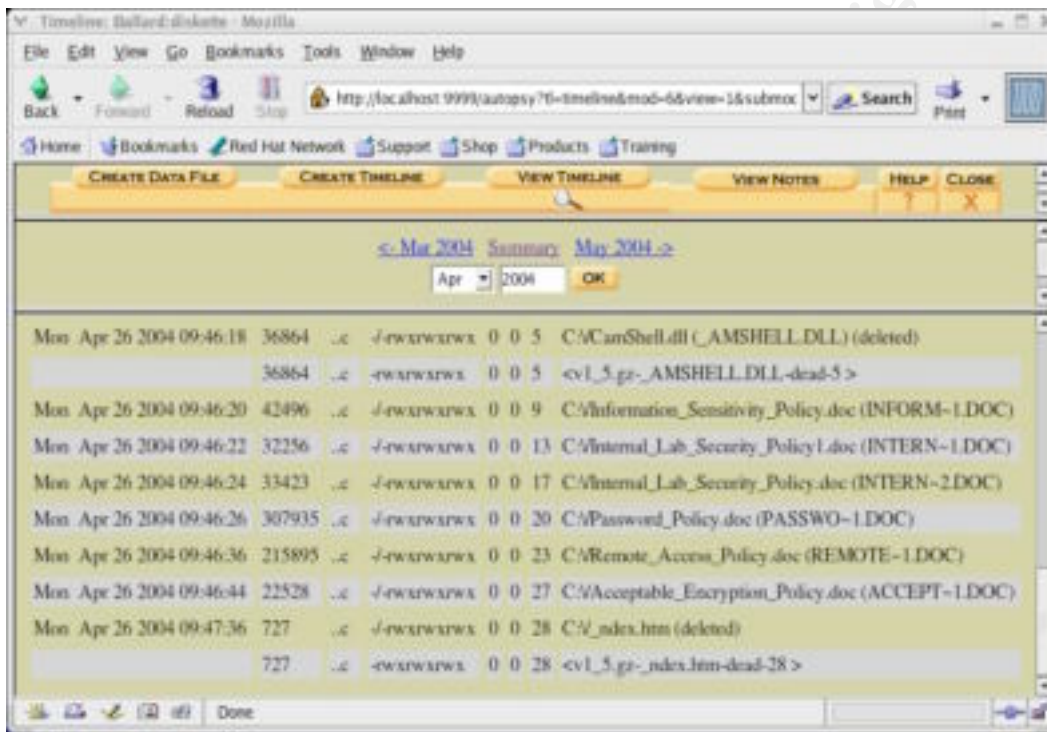 Timeline: Ballard:diskette - Mozilla
File Edit View Go Bookmarks Tools Window Help
Back Forward Reload Stop http://localhost:9999/autopsy?tl=timeline&mod=6&view=1&submoc Search Print
Home Bookmarks Red Hat Network Support Shop Products Training
CREATE DATA FILE CREATE TIMELINE VIEW TIMELINE VIEW NOTES HELP CLOSE
? X
<- Mar 2004 Summary May 2004 ->
Apr 2004 OK
Mon Apr 26 2004 09:46:18 36864 ..c -/-rwxrwxrwx 0 0 5 C:\/CamShell.dll (_AMSHELL.DLL) (deleted)
36864 ..c -rwxrwxrwx 0 0 5 <v1_5.gz-_AMSHELL.DLL-dead-5>
Mon Apr 26 2004 09:46:20 42496 ..c -/-rwxrwxrwx 0 0 9 C:\/Information_Sensitivity_Policy.doc (INFORM~1.DOC)
Mon Apr 26 2004 09:46:22 32256 ..c -/-rwxrwxrwx 0 0 13 C:\/Internal_Lab_Security_Policy1.doc (INTERN~1.DOC)
Mon Apr 26 2004 09:46:24 33423 ..c -/-rwxrwxrwx 0 0 17 C:\/Internal_Lab_Security_Policy.doc (INTERN~2.DOC)
Mon Apr 26 2004 09:46:26 307935 ..c -/-rwxrwxrwx 0 0 20 C:\/Password_Policy.doc (PASSWO~1.DOC)
Mon Apr 26 2004 09:46:36 215895 ..c -/-rwxrwxrwx 0 0 23 C:\/Remote_Access_Policy.doc (REMOTE~1.DOC)
Mon Apr 26 2004 09:46:44 22528 ..c -/-rwxrwxrwx 0 0 27 C:\/Acceptable_Encryption_Policy.doc (ACCEPT~1.DOC)
Mon Apr 26 2004 09:47:36 727 ..c -/-rwxrwxrwx 0 0 28 C:\/_ndex.htm (deleted)
727 ..c -rwxrwxrwx 0 0 28 <v1_5.gz-_ndex.htm-dead-28>
Done